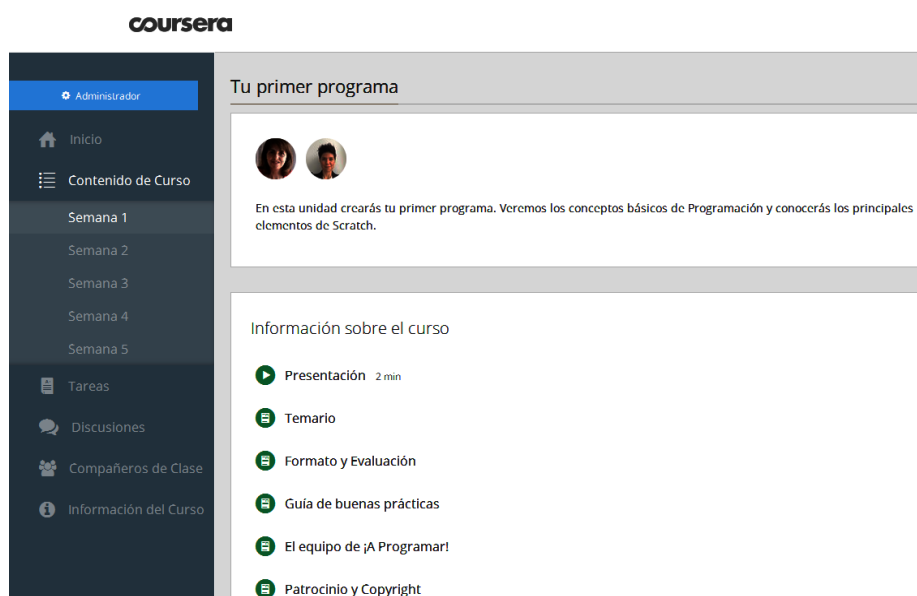 coursera
Administrador
Inicio
Contenido de Curso
Semana 1
Semana 2
Semana 3
Semana 4
Semana 5
Tareas
Discusiones
Compañeros de Clase
Información del Curso
Tu primer programa
En esta unidad crearás tu primer programa. Veremos los conceptos básicos de Programación y conocerás los principales
elementos de Scratch.
Información sobre el curso
Presentación 2 min
Temario
Formato y Evaluación
Guía de buenas prácticas
El equipo de ¡A Programar!
Patrocinio y Copyright